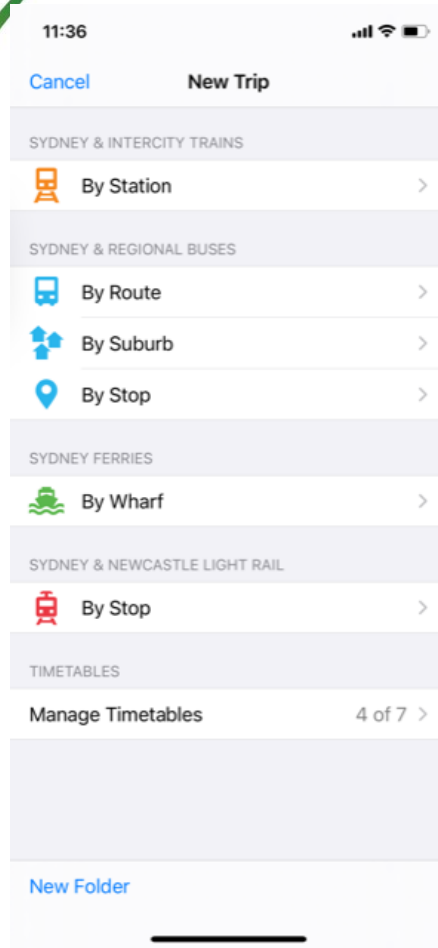 11:36
Cancel New Trip
SYDNEY & INTERCITY TRAINS
By Station
SYDNEY & REGIONAL BUSES
By Route
By Suburb
By Stop
SYDNEY FERRIES
By Wharf
SYDNEY & NEWCASTLE LIGHT RAIL
By Stop
TIMETABLES
Manage Timetables 4 of 7
New Folder